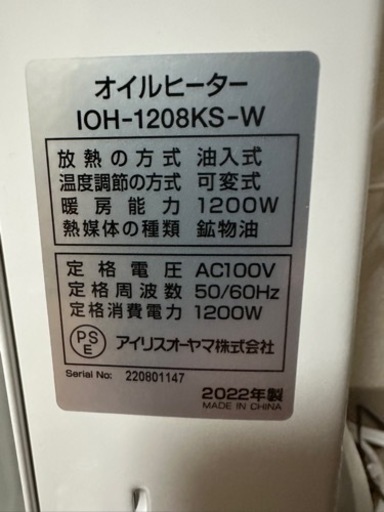 オイルヒーター
IOH-1208KS-W
放熱の方式 油入式
温度調節の方式 可変式
暖房能力 1200W
熱媒体の種類 鉱物油
定格電圧 AC100V
定格周波数 50/60Hz
定格消費電力 1200W
PSE アイリスオーヤマ株式会社
Serial No: 220801147
2022年製
MADE IN CHINA